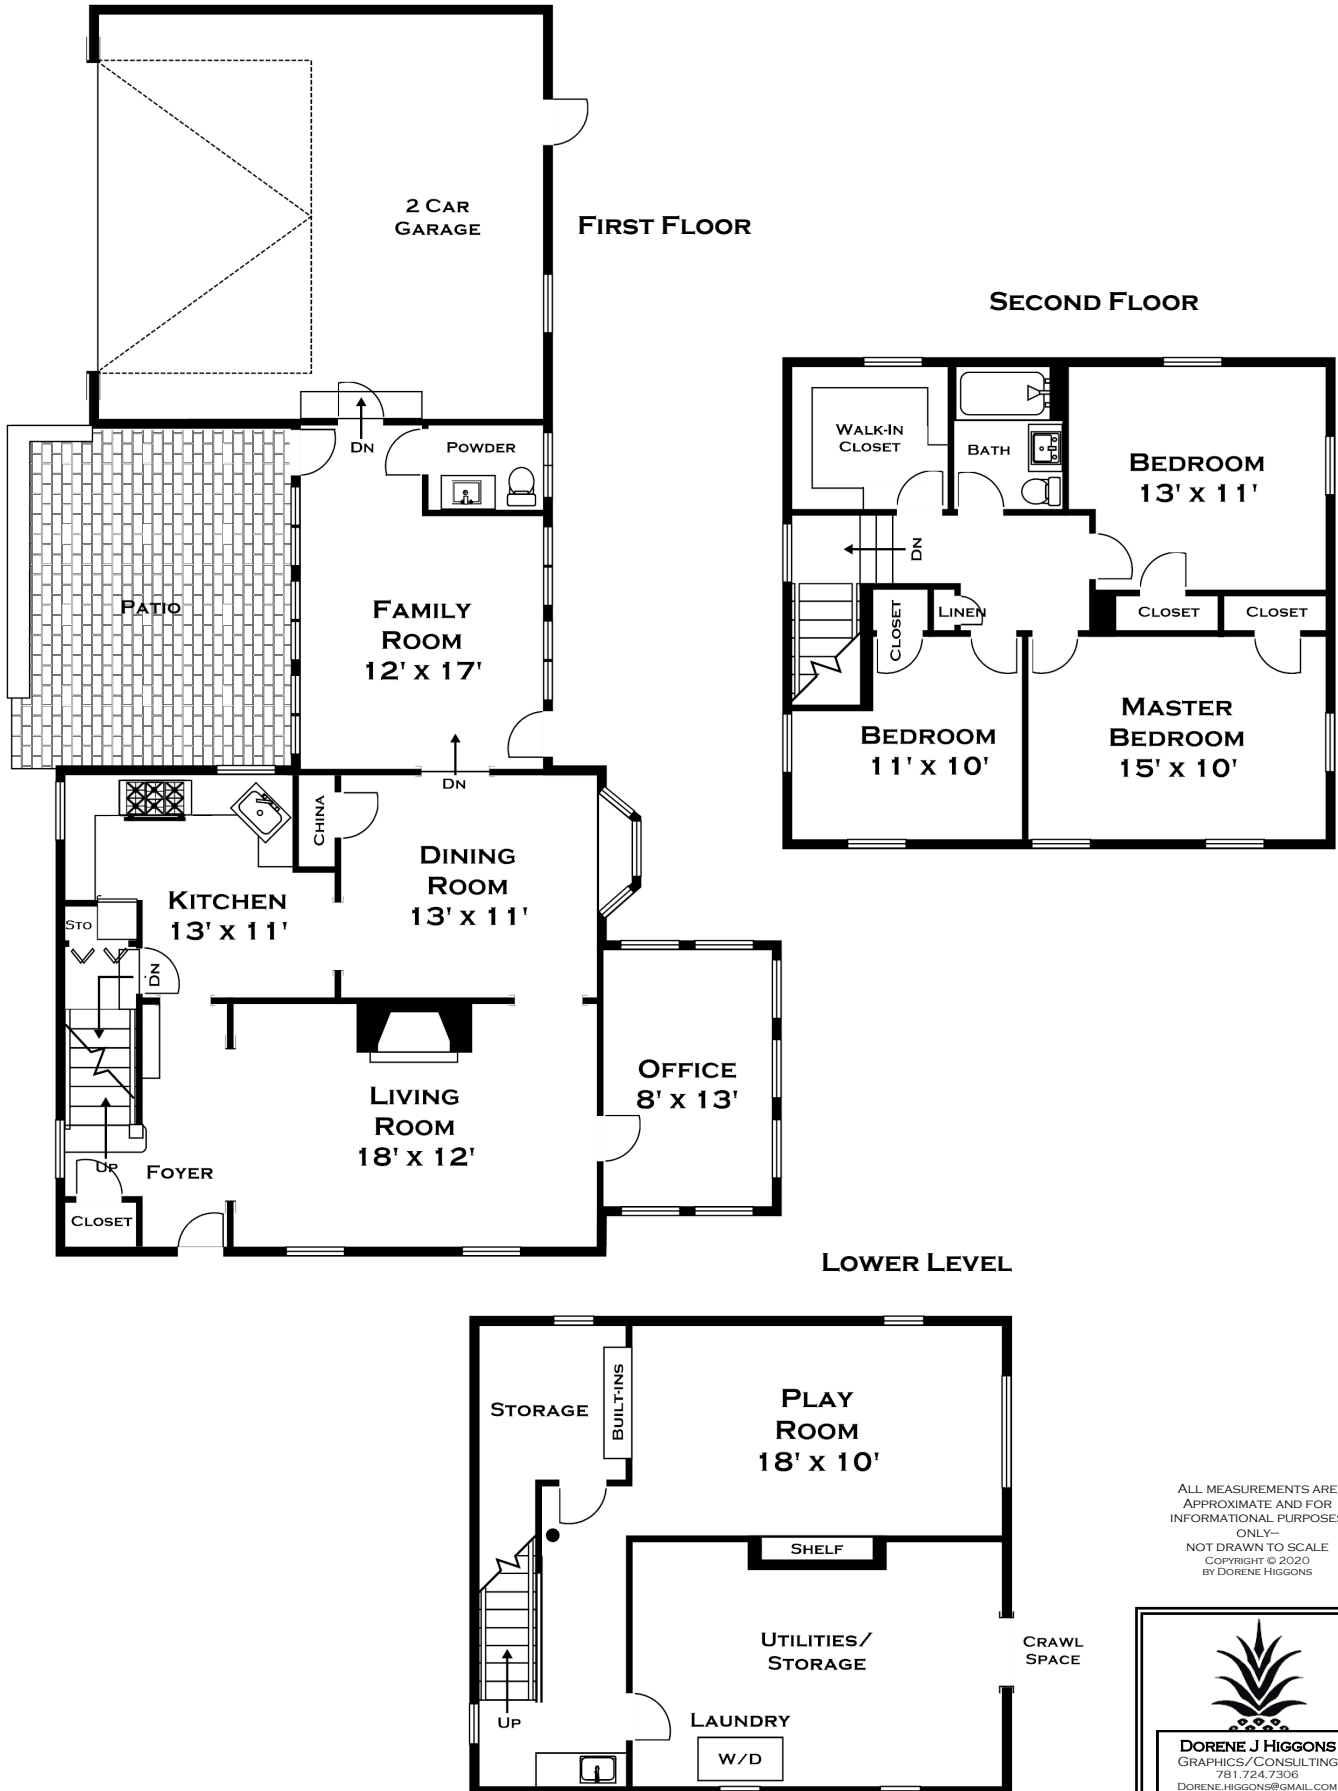 2 Car
Garage
First Floor
Second Floor
Dn
Powder
Walk-In
Closet
Bath
Bedroom
13' x 11'
Dn
Patio
Family
Room
12' x 17'
Closet
Linen
Closet
Closet
Bedroom
11' x 10'
Master
Bedroom
15' x 10'
Dn
China
Dining
Room
13' x 11'
Kitchen
13' x 11'
Sto
Dn
Office
8' x 13'
Living
Room
18' x 12'
Up
Foyer
Closet
Lower Level
Storage
Built-Ins
Play
Room
18' x 10'
Shelf
Utilities/
Storage
Crawl
Space
Up
Laundry
W/D
All measurements are
Approximate and for
informational purposes
only–
not drawn to scale
Copyright © 2020
by Dorene Higgons
Dorene J Higgons
Graphics/Consulting
781.724.7306
Dorene.higgons@gmail.com